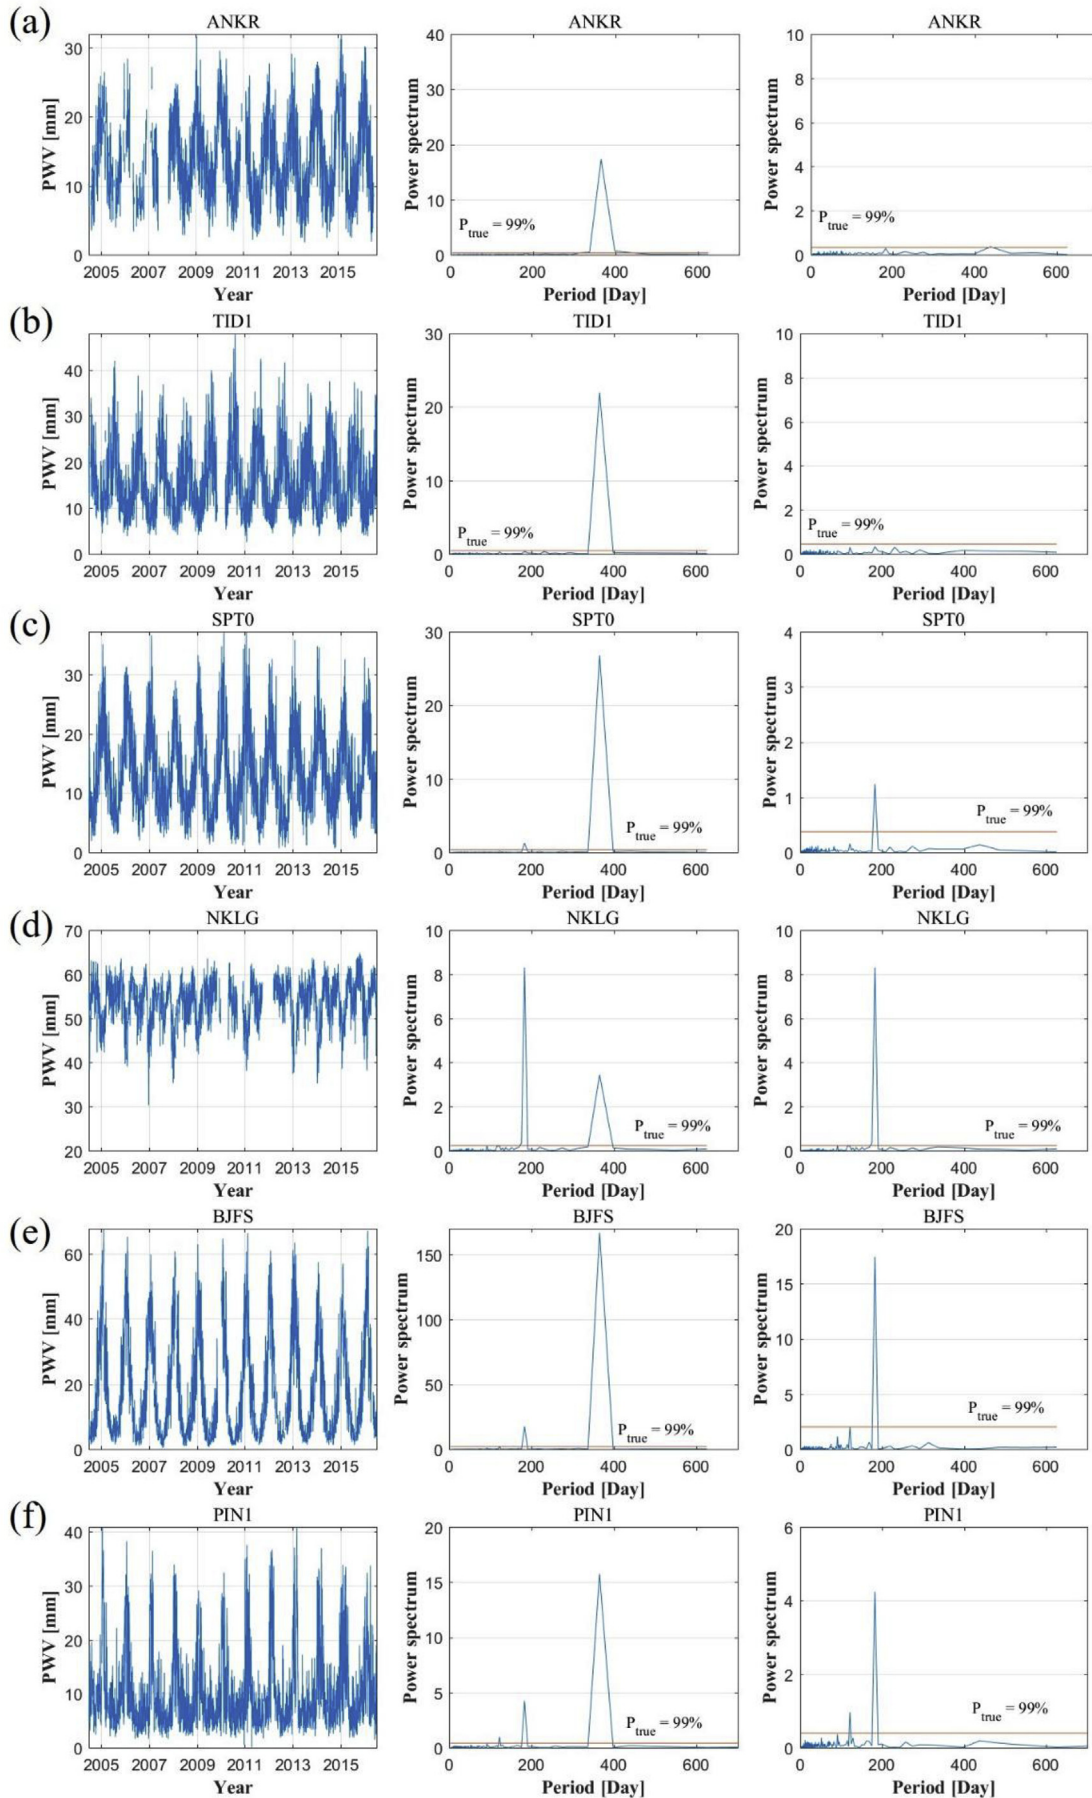 (a)
ANKR
PWV [mm]
30
20
10
0
2005 2007 2009 2011 2013 2015
Year
ANKR
Power spectrum
40
30
20
10
0
P_true = 99%
0 200 400 600
Period [Day]
ANKR
Power spectrum
10
8
6
4
2
0
P_true = 99%
0 200 400 600
Period [Day]
(b)
TID1
PWV [mm]
40
30
20
10
0
2005 2007 2009 2011 2013 2015
Year
TID1
Power spectrum
30
20
10
0
P_true = 99%
0 200 400 600
Period [Day]
TID1
Power spectrum
10
8
6
4
2
0
P_true = 99%
0 200 400 600
Period [Day]
(c)
SPT0
PWV [mm]
30
20
10
0
2005 2007 2009 2011 2013 2015
Year
SPT0
Power spectrum
30
20
10
0
P_true = 99%
0 200 400 600
Period [Day]
SPT0
Power spectrum
4
3
2
1
0
P_true = 99%
0 200 400 600
Period [Day]
(d)
NKLG
PWV [mm]
70
60
50
40
30
20
2005 2007 2009 2011 2013 2015
Year
NKLG
Power spectrum
10
8
6
4
2
0
P_true = 99%
0 200 400 600
Period [Day]
NKLG
Power spectrum
10
8
6
4
2
0
P_true = 99%
0 200 400 600
Period [Day]
(e)
BJFS
PWV [mm]
60
40
20
0
2005 2007 2009 2011 2013 2015
Year
BJFS
Power spectrum
150
100
50
0
P_true = 99%
0 200 400 600
Period [Day]
BJFS
Power spectrum
20
15
10
5
0
P_true = 99%
0 200 400 600
Period [Day]
(f)
PIN1
PWV [mm]
40
30
20
10
0
2005 2007 2009 2011 2013 2015
Year
PIN1
Power spectrum
20
15
10
5
0
P_true = 99%
0 200 400 600
Period [Day]
PIN1
Power spectrum
6
4
2
0
P_true = 99%
0 200 400 600
Period [Day]